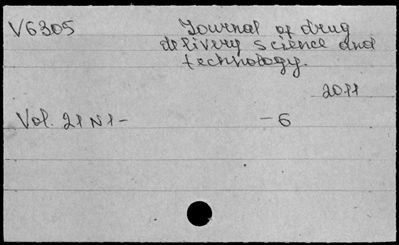 V6305
Journal of drug
delivery science and
technology.
2011
Vol. 21 N1- -6